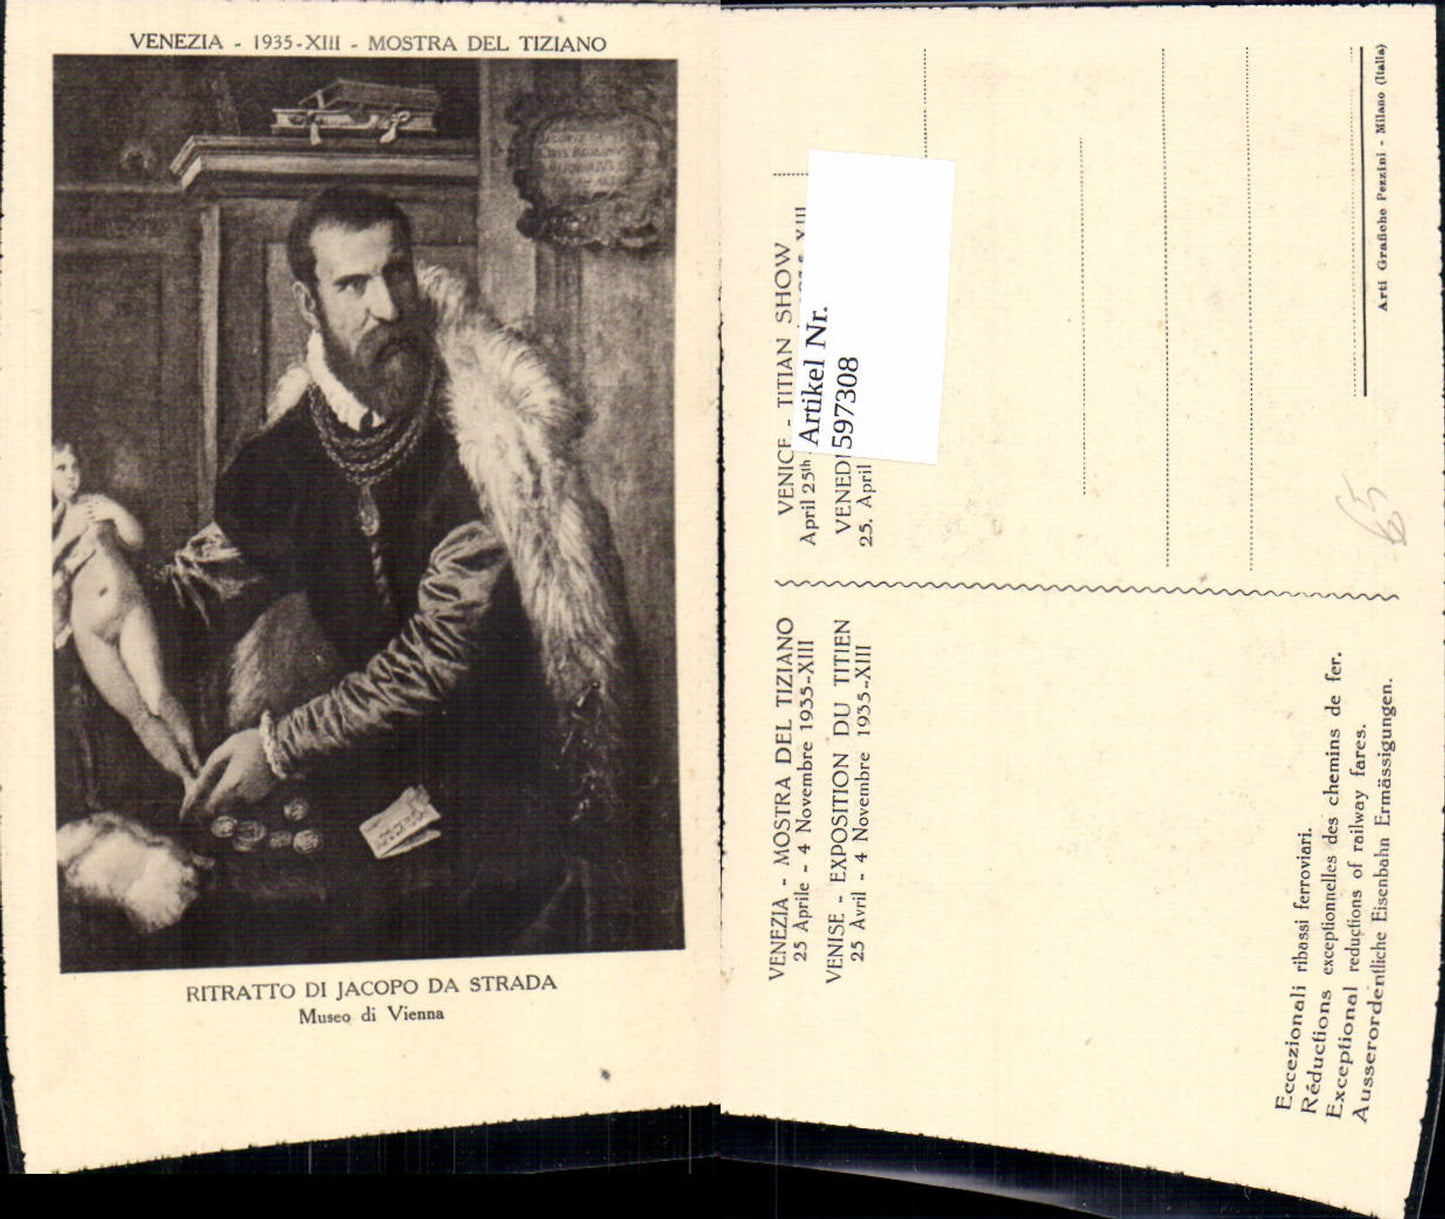 VENEZIA - 1935-XIII - MOSTRA DEL TIZIANO
RITRATTO DI JACOPO DA STRADA
Museo di Vienna
VENEZIA - MOSTRA DEL TIZIANO
25 Aprile - 4 Novembre 1935-XIII
VENISE - EXPOSITION DU TITIEN
25 Avril - 4 Novembre 1935-XIII
VENICE - TITIAN SHOW
April 25th
XIII
VENEDI
25. April
Artikel Nr.
597308
Eccezionali ribassi ferroviari.
Réductions exceptionnelles des chemins de fer.
Exceptional reductions of railway fares.
Ausserordentliche Eisenbahn Ermässigungen.
Arti Grafiche Pezzini - Milano (Italia)
65